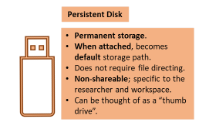 Persistent Disk
• Permanent storage.
• When attached, becomes
default storage path.
• Does not require file directing.
• Non-shareable; specific to the
researcher and workspace.
• Can be thought of as a “thumb
drive”.